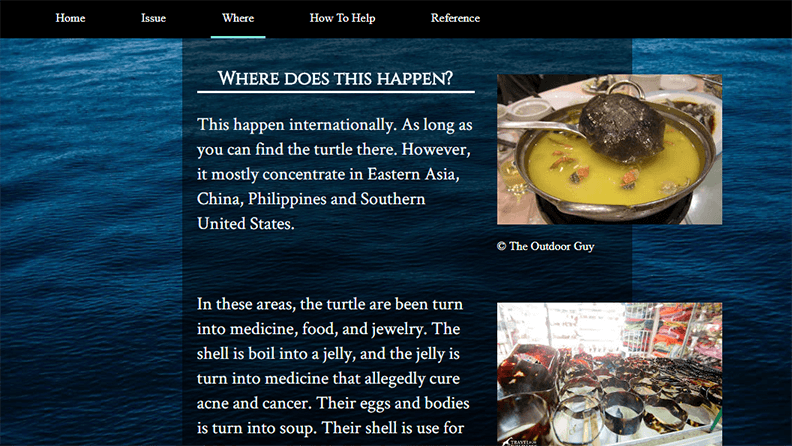 Home Issue Where How To Help Reference
Where does this happen?
This happen internationally. As long as
you can find the turtle there. However,
it mostly concentrate in Eastern Asia,
China, Philippines and Southern
United States.
© The Outdoor Guy
In these areas, the turtle are been turn
into medicine, food, and jewelry. The
shell is boil into a jelly, and the jelly is
turn into medicine that allegedly cure
acne and cancer. Their eggs and bodies
is turn into soup. Their shell is use for